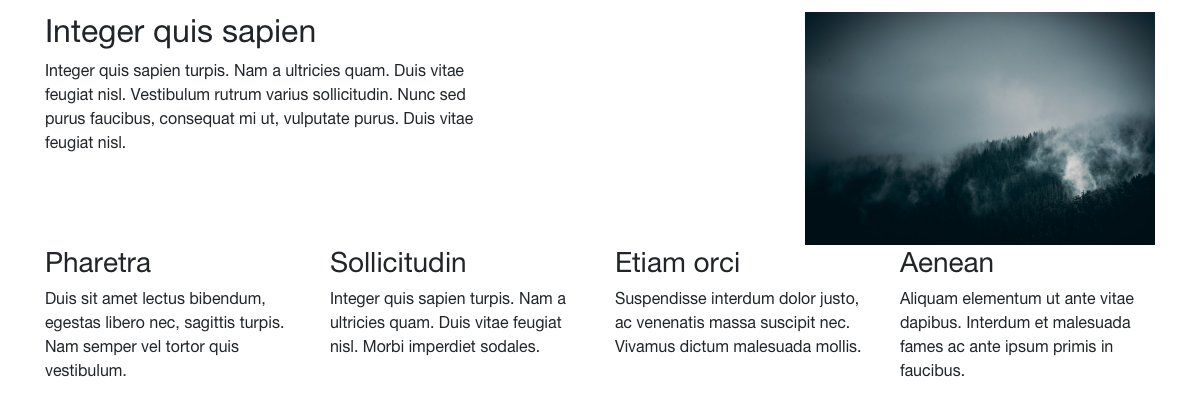 Integer quis sapien
Integer quis sapien turpis. Nam a ultricies quam. Duis vitae
feugiat nisl. Vestibulum rutrum varius sollicitudin. Nunc sed
purus faucibus, consequat mi ut, vulputate purus. Duis vitae
feugiat nisl.
Pharetra
Duis sit amet lectus bibendum,
egestas libero nec, sagittis turpis.
Nam semper vel tortor quis
vestibulum.
Sollicitudin
Integer quis sapien turpis. Nam a
ultricies quam. Duis vitae feugiat
nisl. Morbi imperdiet sodales.
Etiam orci
Suspendisse interdum dolor justo,
ac venenatis massa suscipit nec.
Vivamus dictum malesuada mollis.
Aenean
Aliquam elementum ut ante vitae
dapibus. Interdum et malesuada
fames ac ante ipsum primis in
faucibus.